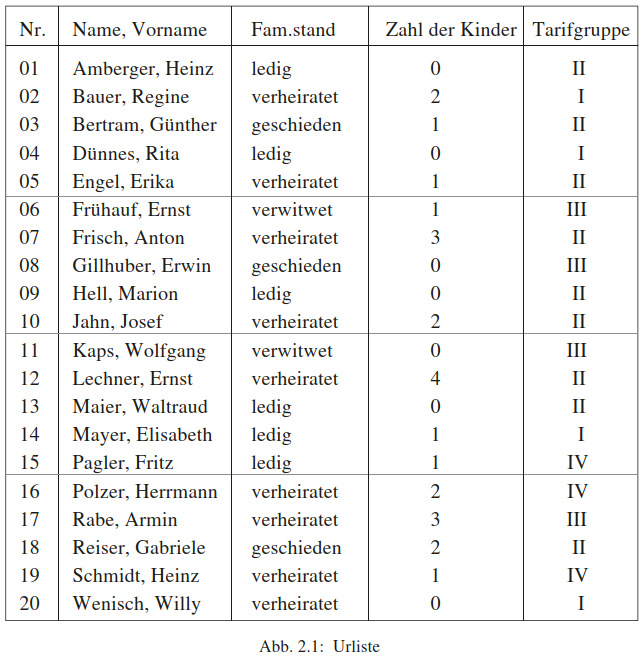 Nr. Name, Vorname Fam.stand Zahl der Kinder Tarifgruppe
01 Amberger, Heinz ledig 0 II
02 Bauer, Regine verheiratet 2 I
03 Bertram, Günther geschieden 1 II
04 Dünnes, Rita ledig 0 I
05 Engel, Erika verheiratet 1 II
06 Frühauf, Ernst verwitwet 1 III
07 Frisch, Anton verheiratet 3 II
08 Gillhuber, Erwin geschieden 0 III
09 Hell, Marion ledig 0 II
10 Jahn, Josef verheiratet 2 II
11 Kaps, Wolfgang verwitwet 0 III
12 Lechner, Ernst verheiratet 4 II
13 Maier, Waltraud ledig 0 II
14 Mayer, Elisabeth ledig 1 I
15 Pagler, Fritz ledig 1 IV
16 Polzer, Herrmann verheiratet 2 IV
17 Rabe, Armin verheiratet 3 III
18 Reiser, Gabriele geschieden 2 II
19 Schmidt, Heinz verheiratet 1 IV
20 Wenisch, Willy verheiratet 0 I
Abb. 2.1: Urliste